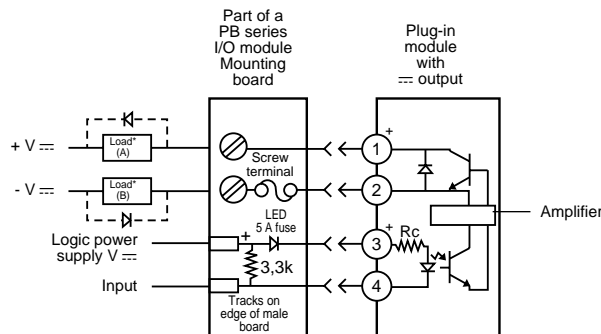 Part of a
PB series
I/O module
Mounting
board
Plug-in
module
with
⎓ output
+ V ⎓
Load*
(A)
1
+
Screw
terminal
- V ⎓
Load*
(B)
2
Amplifier
LED
5 A fuse
Logic power
supply V ⎓
+
3
+
Rc
3,3k
Input
4
Tracks on
edge of male
board